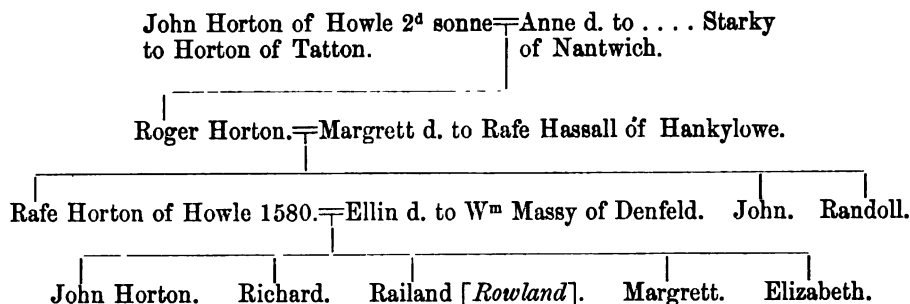 John Horton of Howle 2d sonne=Anne d. to .... Starky
to Horton of Tatton. of Nantwich.
Roger Horton.=Margrett d. to Rafe Hassall of Hankylowe.
Rafe Horton of Howle 1580.=Ellin d. to Wm Massy of Denfeld. John. Randoll.
John Horton. Richard. Railand [Rowland]. Margrett. Elizabeth.